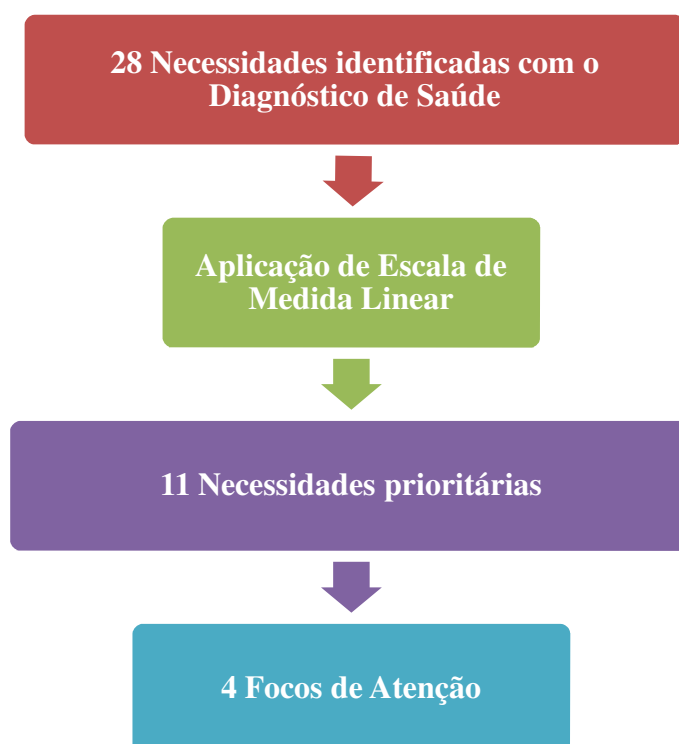 28 Necessidades identificadas com o
Diagnóstico de Saúde
Aplicação de Escala de
Medida Linear
11 Necessidades prioritárias
4 Focos de Atenção